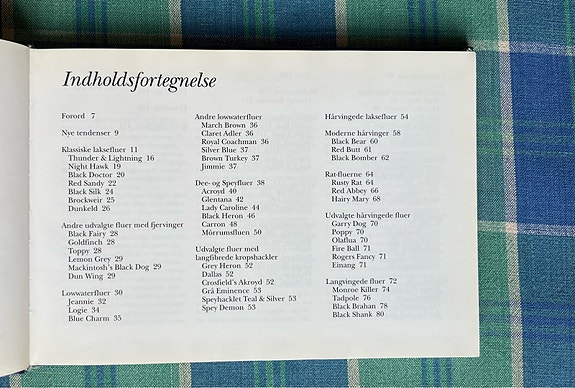 Indholdsfortegnelse
Forord 7
Nye tendenser 9
Klassiske laksefluer 11
Thunder & Lightning 16
Night Hawk 19
Black Doctor 20
Red Sandy 22
Black Silk 24
Brockweir 25
Dunkeld 26
Andre udvalgte fluer med fjervinger
Black Fairy 28
Goldfinch 28
Toppy 28
Lemon Grey 29
Mackintosh's Black Dog 29
Dun Wing 29
Lowwaterfluer 30
Jeannie 32
Logie 34
Blue Charm 35
Andre lowwaterfluer
March Brown 36
Claret Adler 36
Royal Coachman 36
Silver Blue 37
Brown Turkey 37
Jimmie 37
Dee- og Speyfluer 38
Acroyd 40
Glentana 42
Lady Caroline 44
Black Heron 46
Carron 48
Mörrumsfluen 50
Udvalgte fluer med
langfibrede kropshackler
Grey Heron 52
Dallas 52
Crosfield's Akroyd 52
Grå Eminence 53
Speyhacklet Teal & Silver 53
Spey Demon 53
Hårvingede laksefluer 54
Moderne hårvinger 58
Black Bear 60
Red Butt 61
Black Bomber 62
Rat-fluerne 64
Rusty Rat 64
Red Abbey 66
Hairy Mary 68
Udvalgte hårvingede fluer
Garry Dog 70
Poppy 70
Olaflua 70
Fire Ball 71
Rogers Fancy 71
Einang 71
Langvingede fluer 72
Monroe Killer 74
Tadpole 76
Black Brahan 78
Black Shank 80